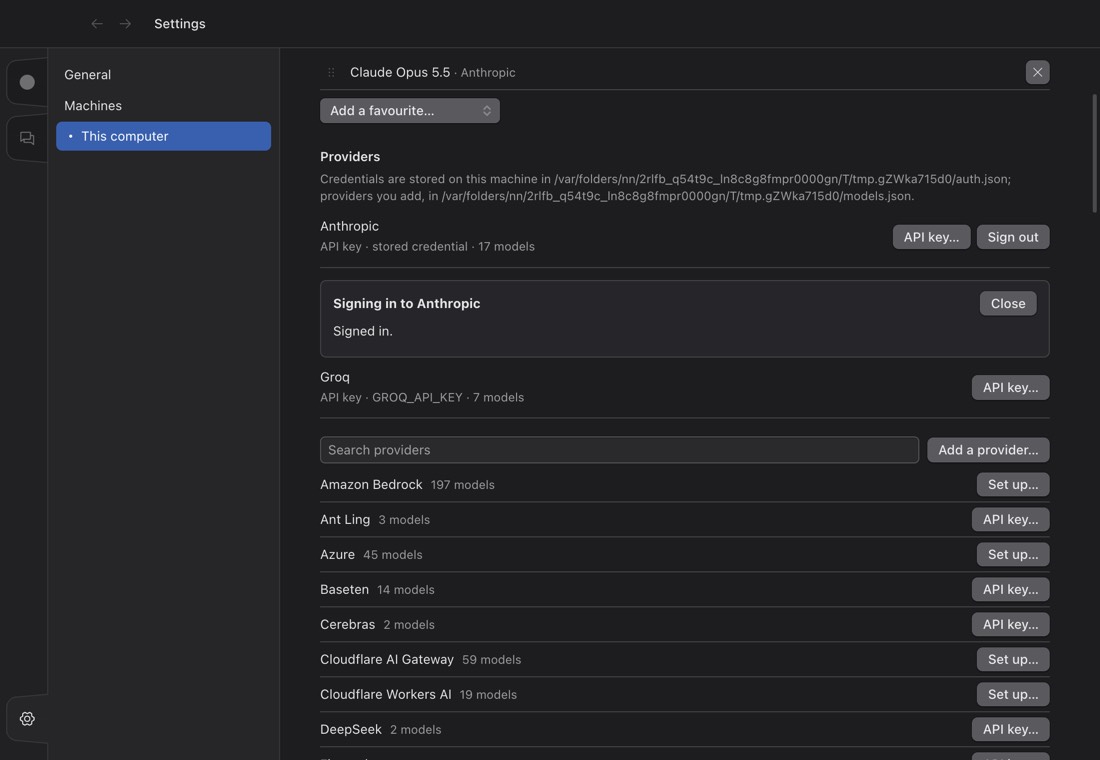 Settings
General
Machines
• This computer
Claude Opus 5.5 · Anthropic
Add a favourite...
Providers
Credentials are stored on this machine in /var/folders/nn/2rlfb_q54t9c_ln8c8g8fmpr0000gn/T/tmp.gZWka715d0/auth.json;
providers you add, in /var/folders/nn/2rlfb_q54t9c_ln8c8g8fmpr0000gn/T/tmp.gZWka715d0/models.json.
Anthropic
API key · stored credential · 17 models
API key...
Sign out
Signing in to Anthropic
Close
Signed in.
Groq
API key · GROQ_API_KEY · 7 models
API key...
Search providers
Add a provider...
Amazon Bedrock 197 models
Set up...
Ant Ling 3 models
API key...
Azure 45 models
Set up...
Baseten 14 models
API key...
Cerebras 2 models
API key...
Cloudflare AI Gateway 59 models
Set up...
Cloudflare Workers AI 19 models
Set up...
DeepSeek 2 models
API key...